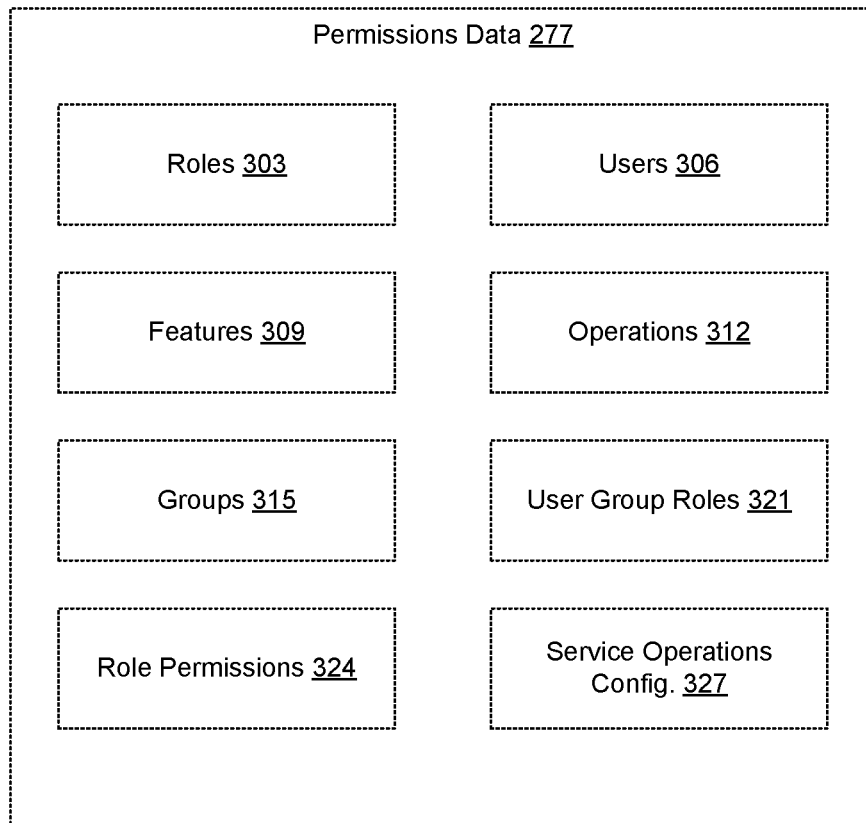 Permissions Data 277
Roles 303
Users 306
Features 309
Operations 312
Groups 315
User Group Roles 321
Role Permissions 324
Service Operations
Config. 327